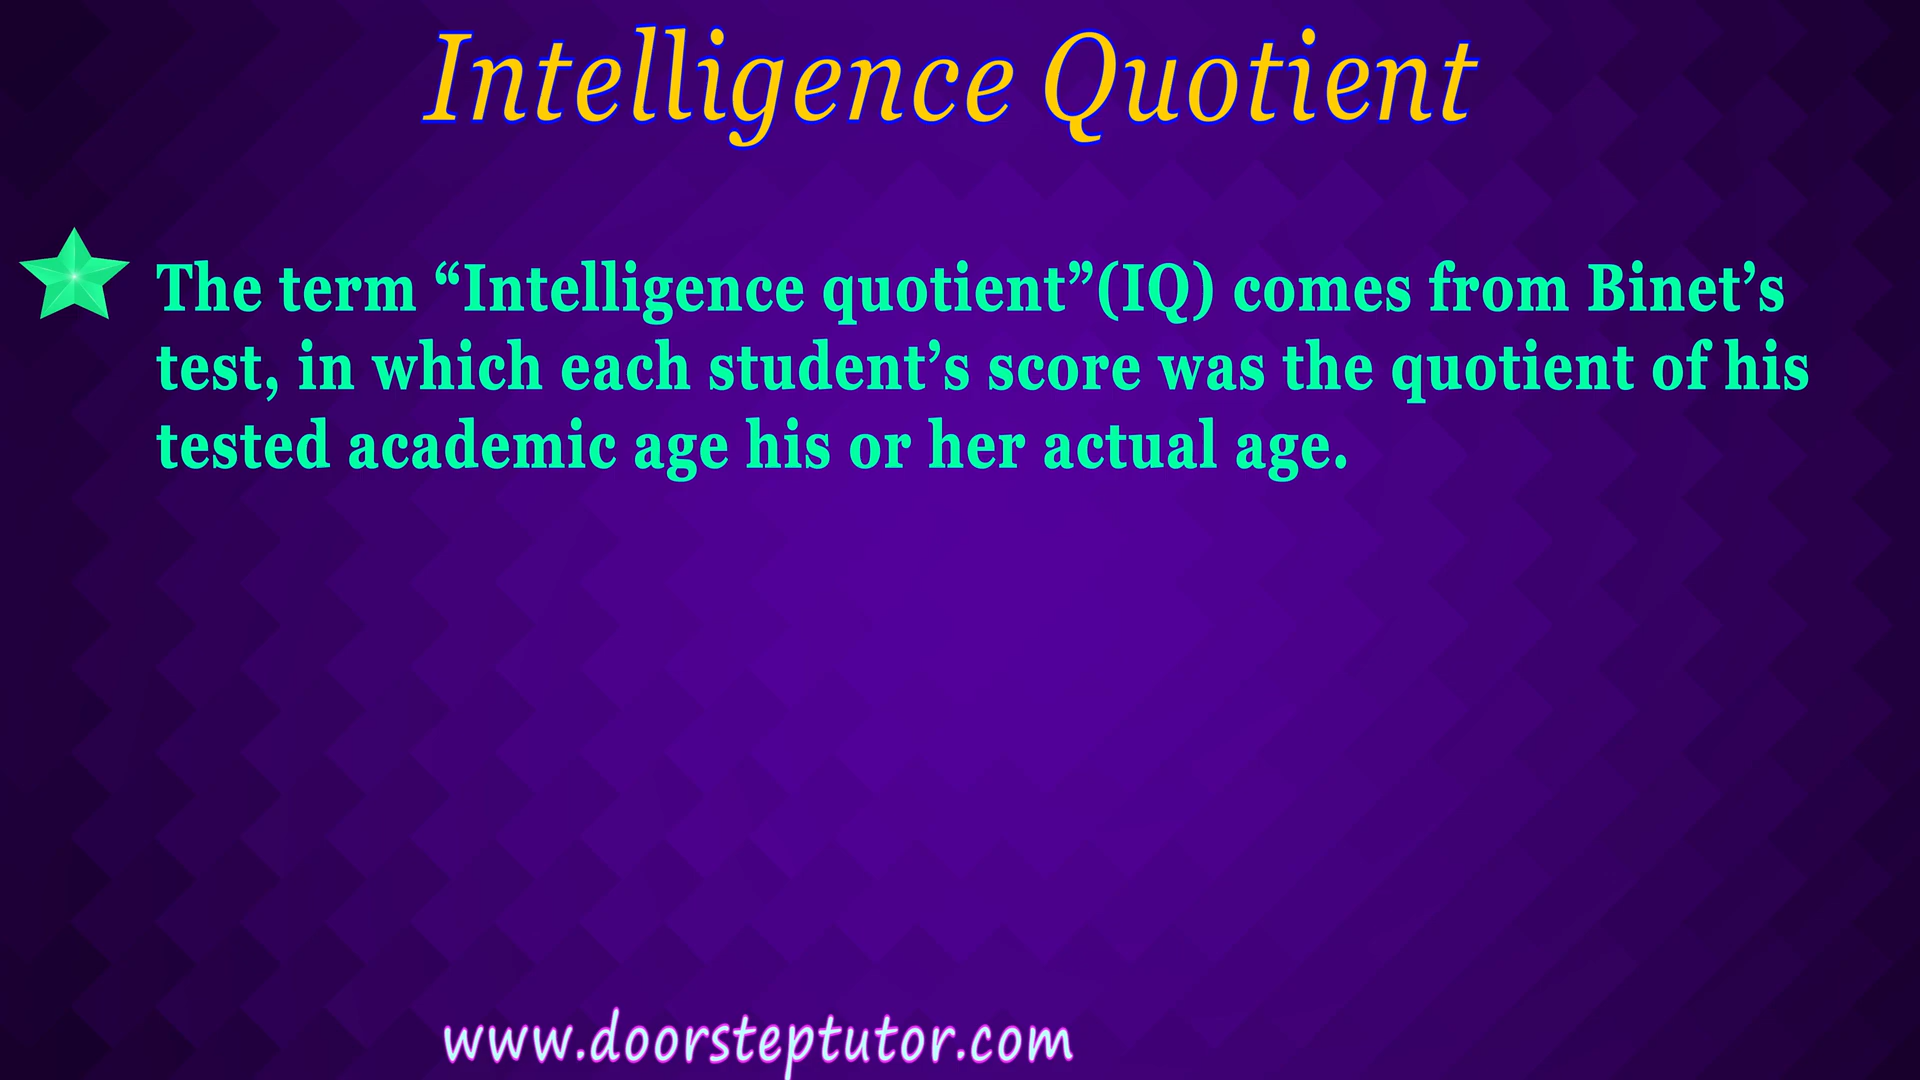 Intelligence Quotient
The term “Intelligence quotient”(IQ) comes from Binet’s
test, in which each student’s score was the quotient of his
tested academic age his or her actual age.
www.doorsteptutor.com